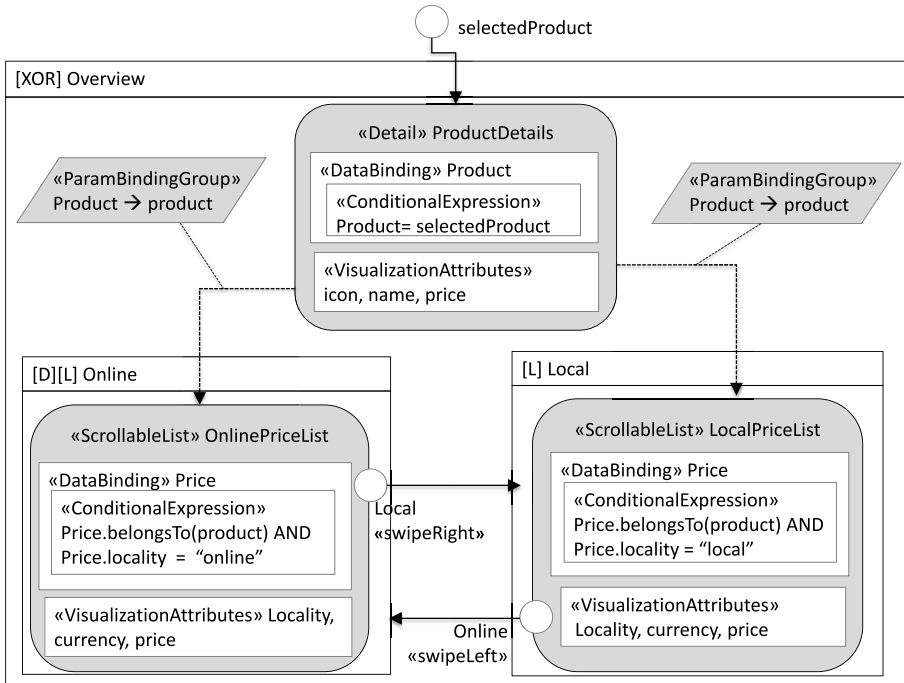 selectedProduct
[XOR] Overview
«Detail» ProductDetails
«DataBinding» Product
«ConditionalExpression»
Product= selectedProduct
«VisualizationAttributes»
icon, name, price
«ParamBindingGroup»
Product → product
«ParamBindingGroup»
Product → product
[D][L] Online
«ScrollableList» OnlinePriceList
«DataBinding» Price
«ConditionalExpression»
Price.belongsTo(product) AND
Price.locality = “online”
«VisualizationAttributes» Locality,
currency, price
Local
«swipeRight»
Online
«swipeLeft»
[L] Local
«ScrollableList» LocalPriceList
«DataBinding» Price
«ConditionalExpression»
Price.belongsTo(product) AND
Price.locality = “local”
«VisualizationAttributes»
Locality, currency, price